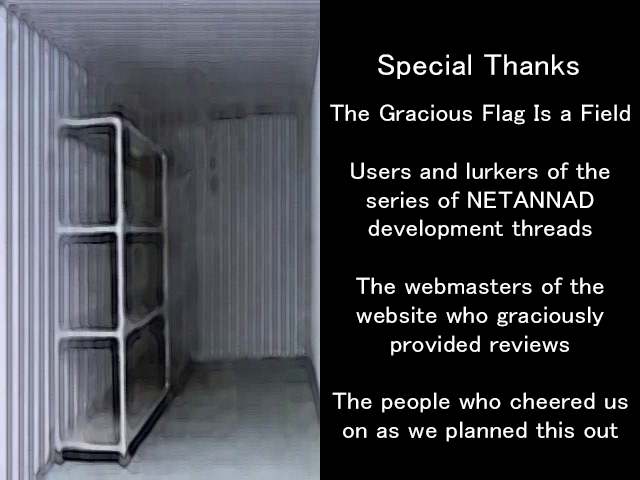 Special Thanks
The Gracious Flag Is a Field
Users and lurkers of the
series of NETANNAD
development threads
The webmasters of the
website who graciously
provided reviews
The people who cheered us
on as we planned this out